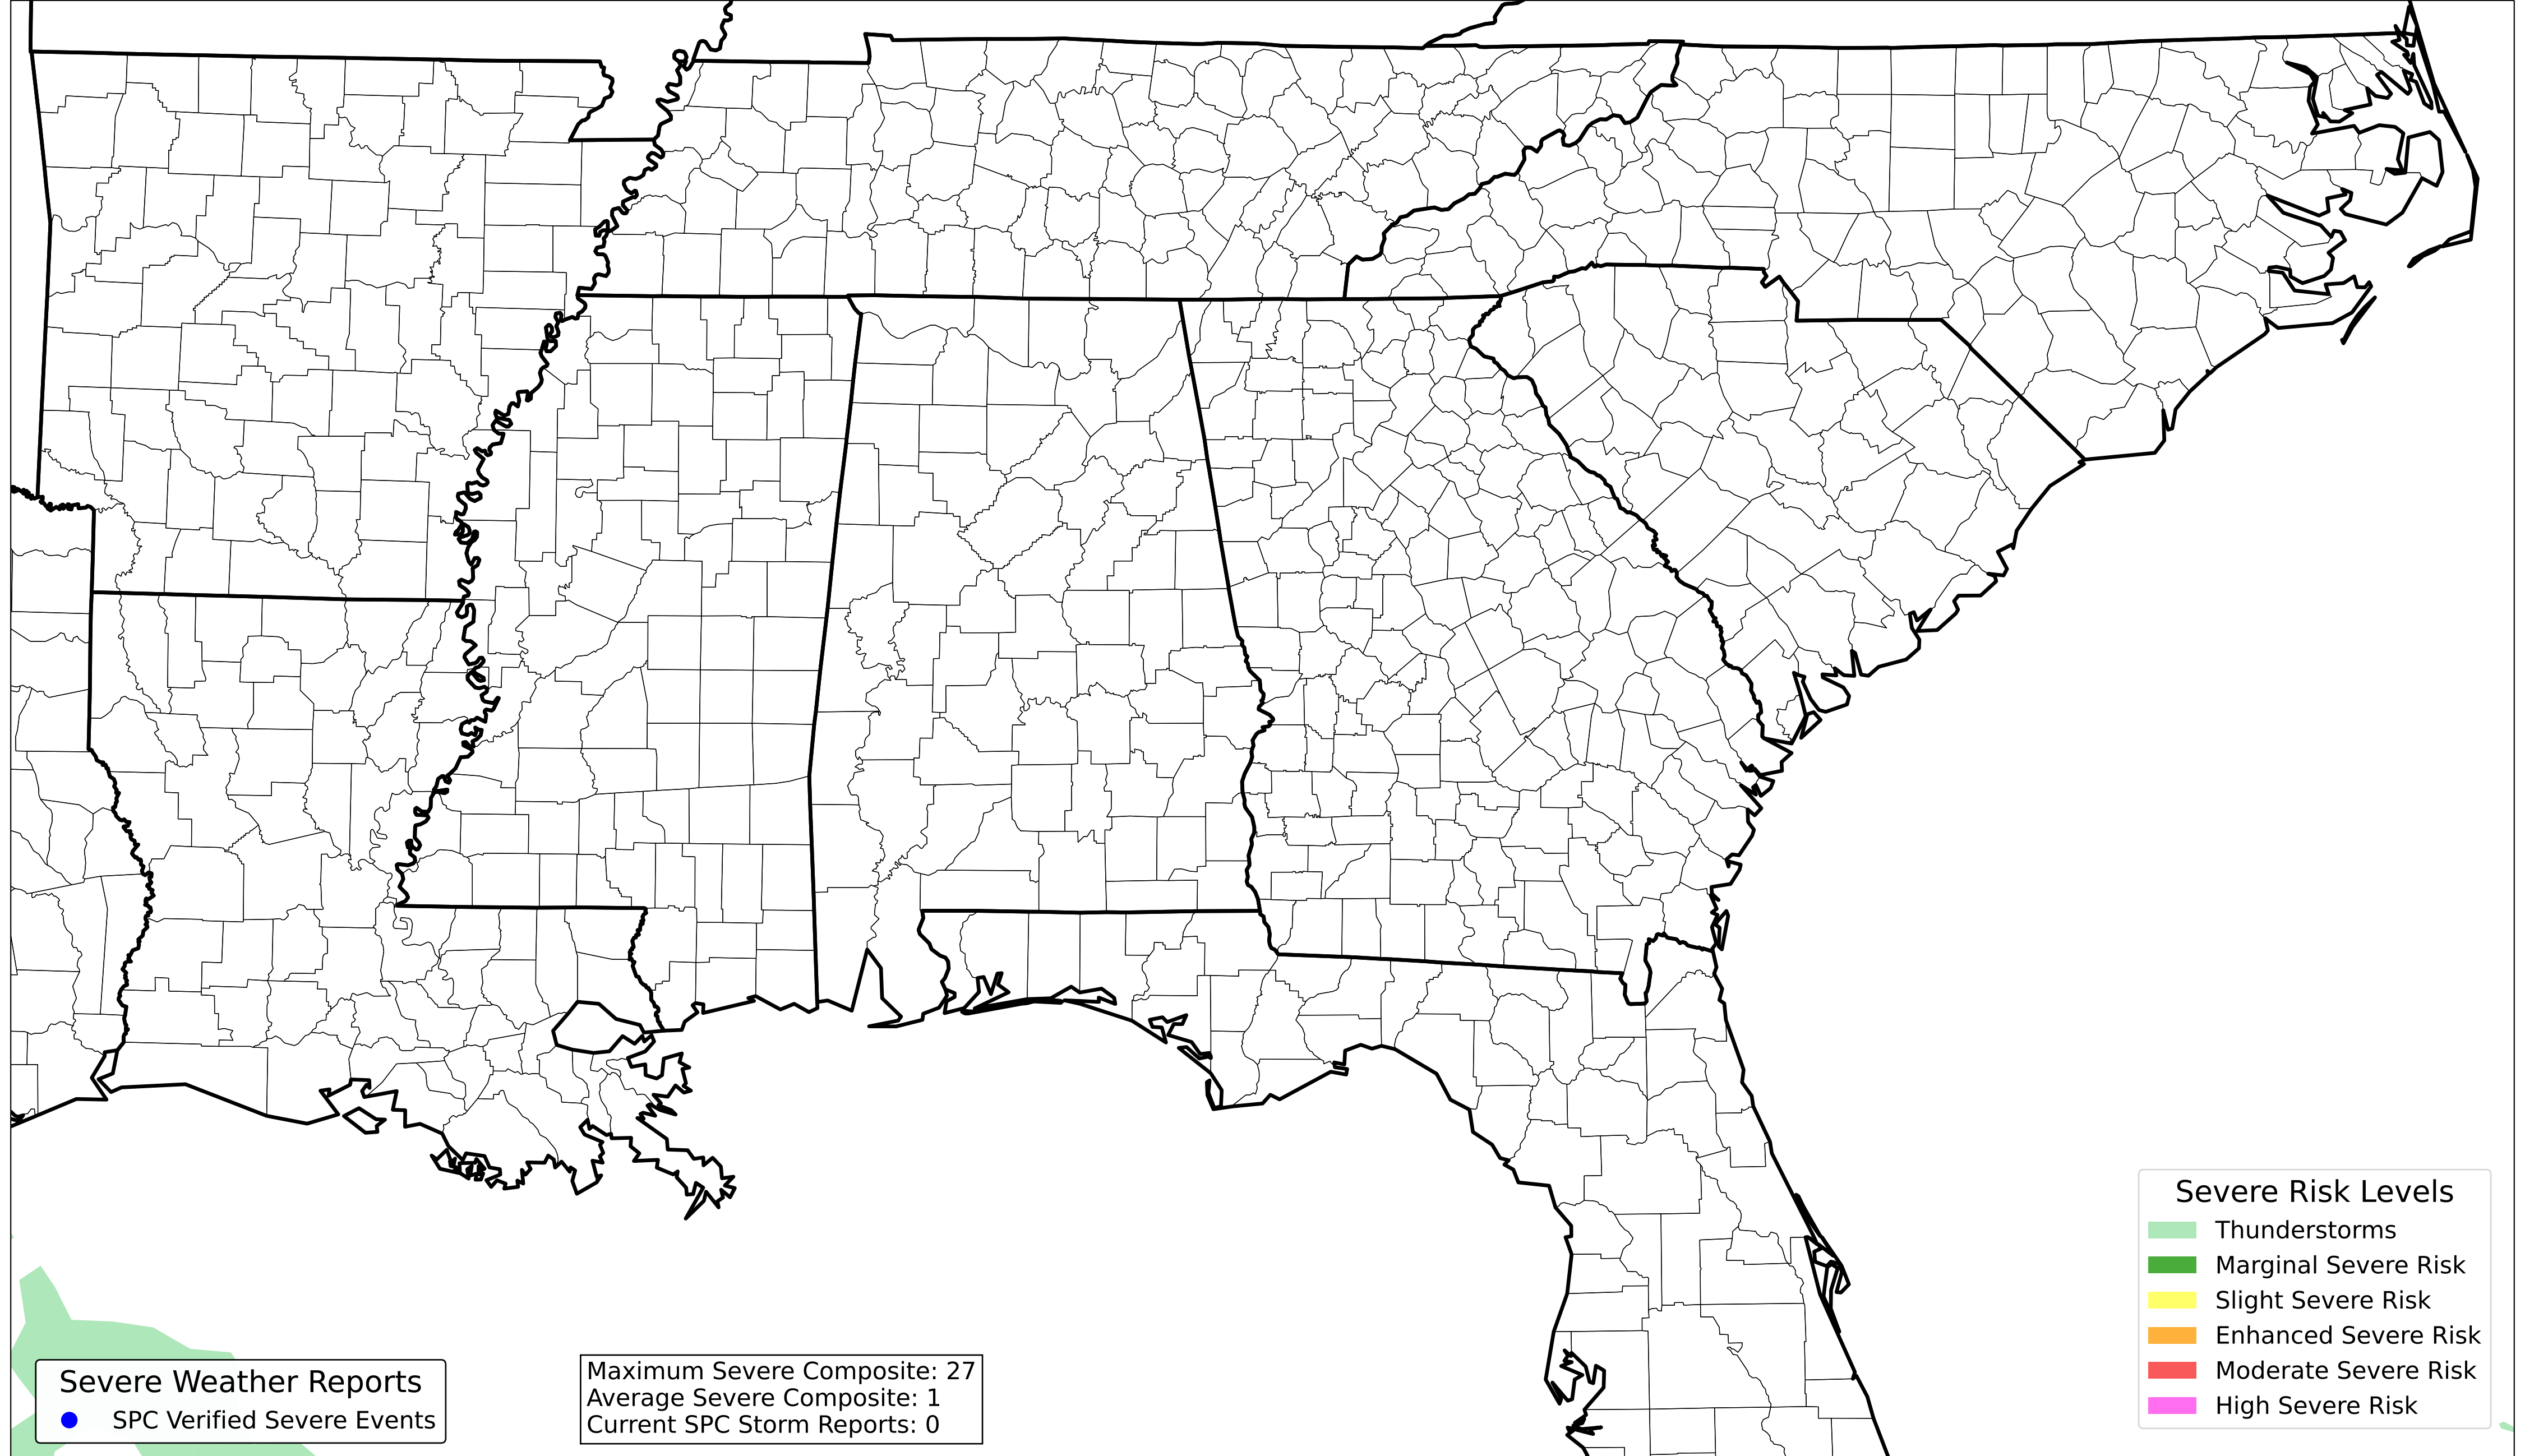 Severe Weather Reports
SPC Verified Severe Events
Maximum Severe Composite: 27
Average Severe Composite: 1
Current SPC Storm Reports: 0
Severe Risk Levels
Thunderstorms
Marginal Severe Risk
Slight Severe Risk
Enhanced Severe Risk
Moderate Severe Risk
High Severe Risk